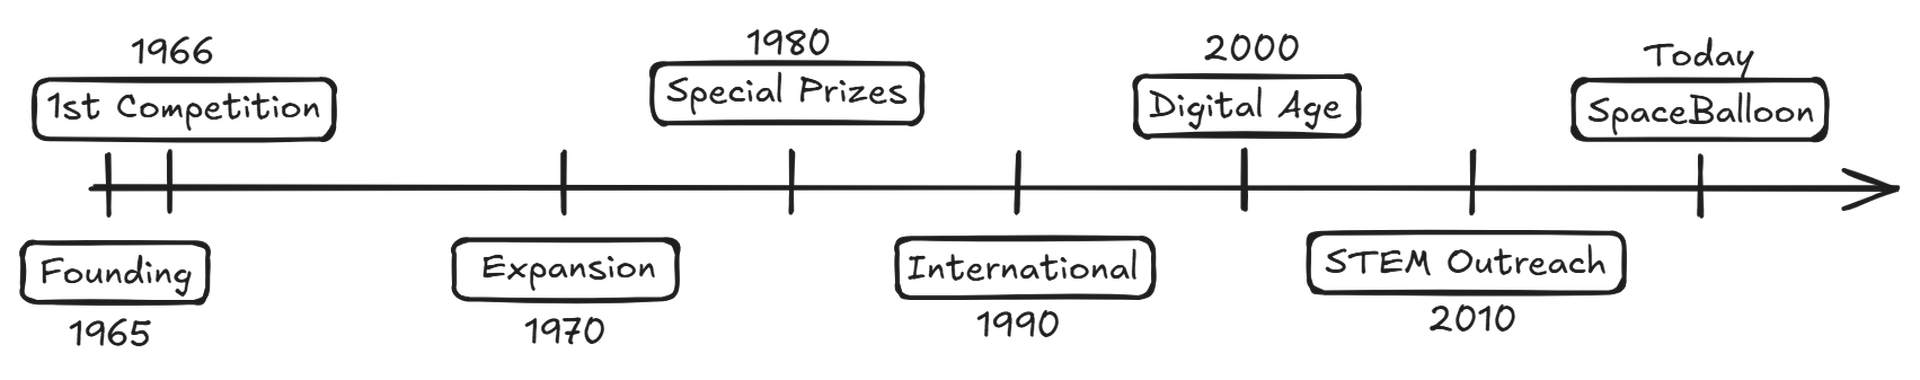 1966
1st Competition
1980
Special Prizes
2000
Digital Age
Today
SpaceBalloon
Founding
1965
Expansion
1970
International
1990
STEM Outreach
2010